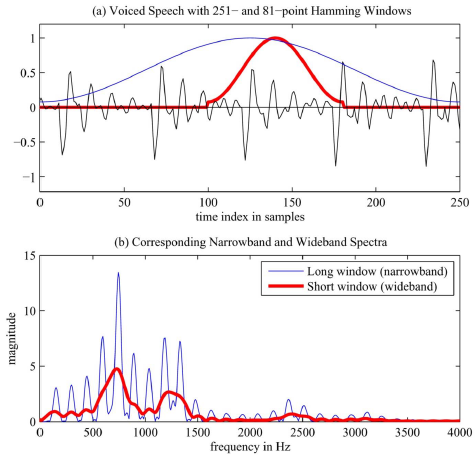 (a) Voiced Speech with 251− and 81−point Hamming Windows
1
0.5
0
−0.5
−1
0 50 100 150 200 250
time index in samples
(b) Corresponding Narrowband and Wideband Spectra
15
10
5
0
magnitude
Long window (narrowband)
Short window (wideband)
0 500 1000 1500 2000 2500 3000 3500 4000
frequency in Hz